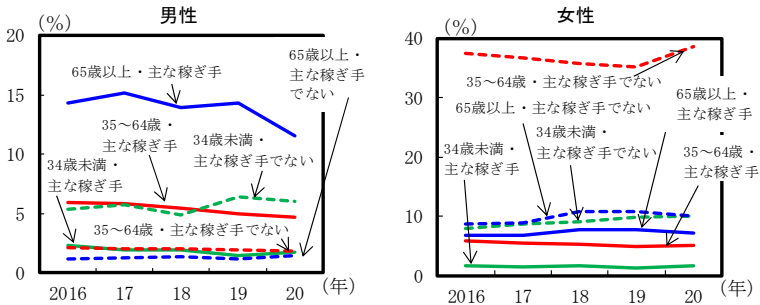 男性
(%)
20
15
10
5
0
65歳以上・主な稼ぎ手
65歳以上・
主な稼ぎ手
でない
35～64歳・
主な稼ぎ手
34歳未満・
主な稼ぎ手でない
34歳未満・
主な稼ぎ手
35～64歳・主な稼ぎ手でない
2016
17
18
19
20
(年)
女性
(%)
40
30
20
10
0
35～64歳・主な稼ぎ手でない
65歳以上・主な稼ぎ手でない
65歳以上・
主な稼ぎ手
34歳未満・
主な稼ぎ手でない
34歳未満・
主な稼ぎ手
35～64歳・
主な稼ぎ手
2016
17
18
19
20
(年)